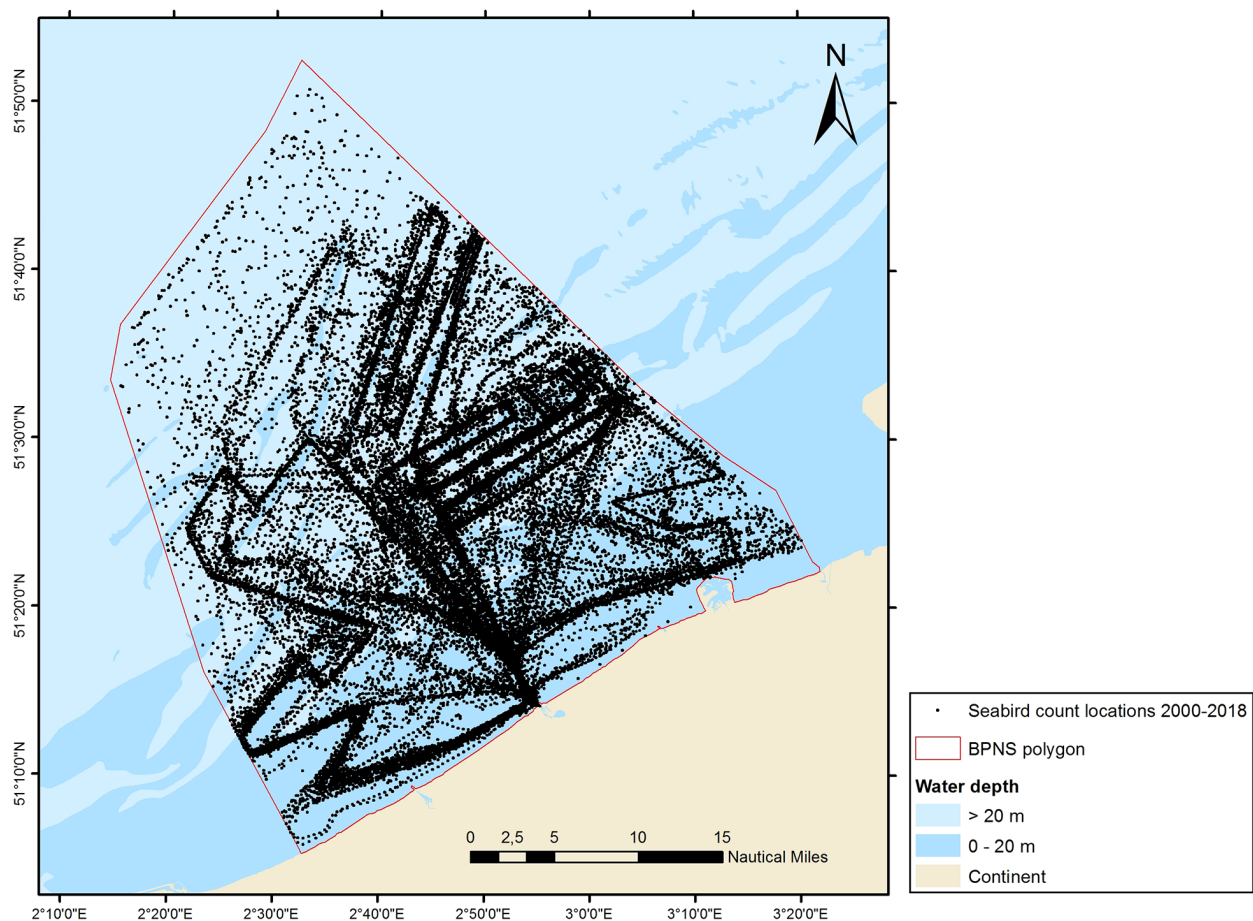 N
51°50'0"N
51°40'0"N
51°30'0"N
51°20'0"N
51°10'0"N
0 2,5 5 10 15
Nautical Miles
2°10'0"E 2°20'0"E 2°30'0"E 2°40'0"E 2°50'0"E 3°0'0"E 3°10'0"E 3°20'0"E
Seabird count locations 2000-2018
BPNS polygon
Water depth
> 20 m
0 - 20 m
Continent